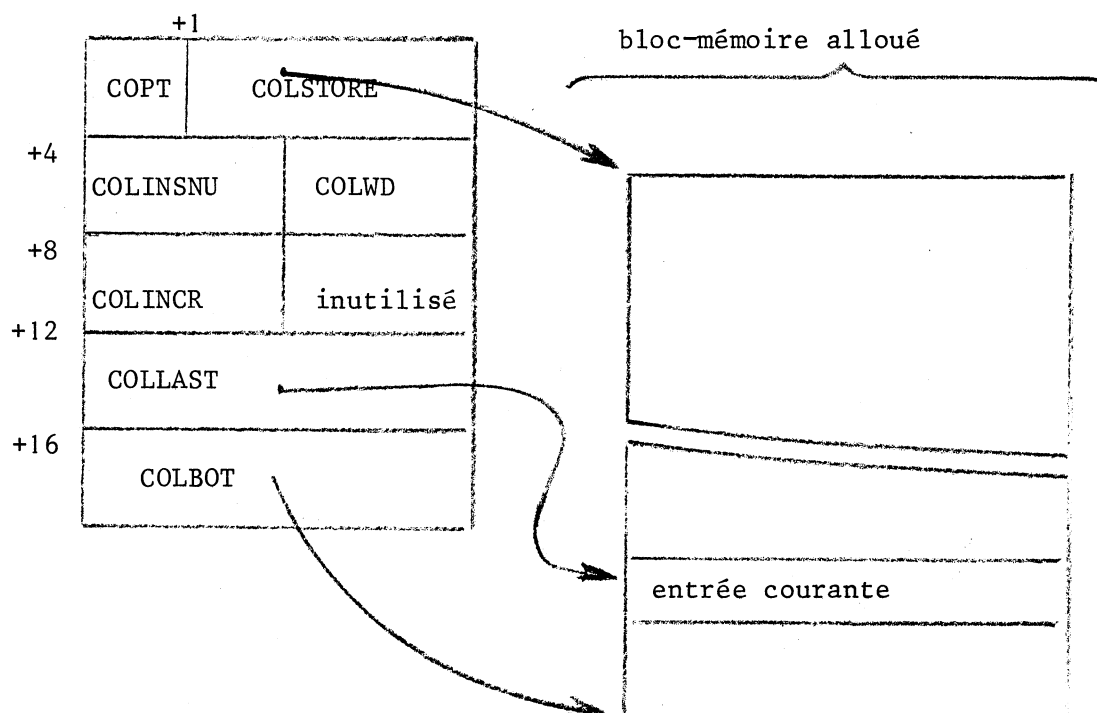 +1
bloc-mémoire alloué
COPT COLSTORE
+4
COLINSNU COLWD
+8
COLINCR inutilisé
+12
COLLAST
+16
COLBOT
entrée courante